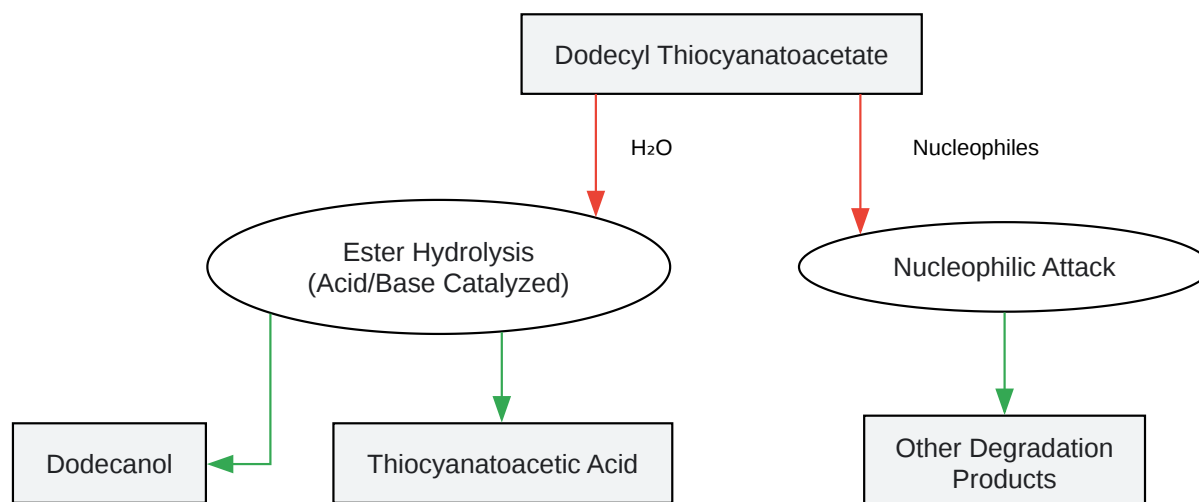 Dodecyl Thiocyanatoacetate
H₂O
Nucleophiles
Ester Hydrolysis
(Acid/Base Catalyzed)
Nucleophilic Attack
Dodecanol
Thiocyanatoacetic Acid
Other Degradation
Products